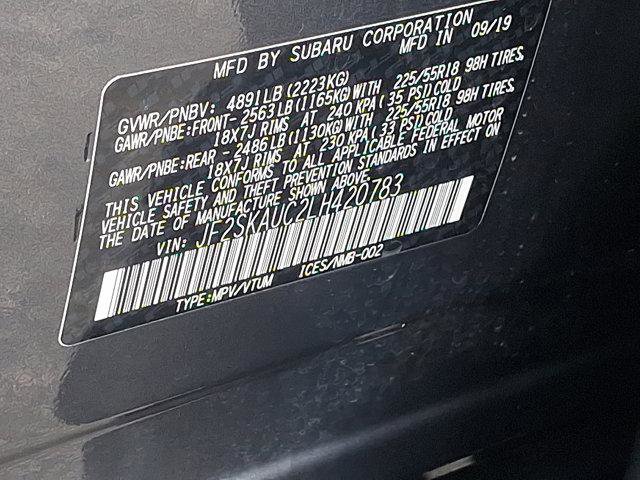 MFD BY SUBARU CORPORATION
MFD IN 09/19
GVWR/PNBV: 4891LB(2223KG)
GAWR/PNBE:FRONT-2563LB(1165KG)WITH 225/55R18 98H TIRES,
18X7J RIMS AT 240 KPA(35 PSI)COLD
GAWR/PNBE:REAR -2486LB(1130KG)WITH 225/55R18 98H TIRES,
18X7J RIMS AT 230 KPA(33 PSI)COLD
THIS VEHICLE CONFORMS TO ALL APPLICABLE FEDERAL MOTOR
VEHICLE SAFETY AND THEFT PREVENTION STANDARDS IN EFFECT ON
THE DATE OF MANUFACTURE SHOWN ABOVE.
VIN: JF2SKAUC2LH420783
TYPE:MPV/VTUM ICES/NMB-002